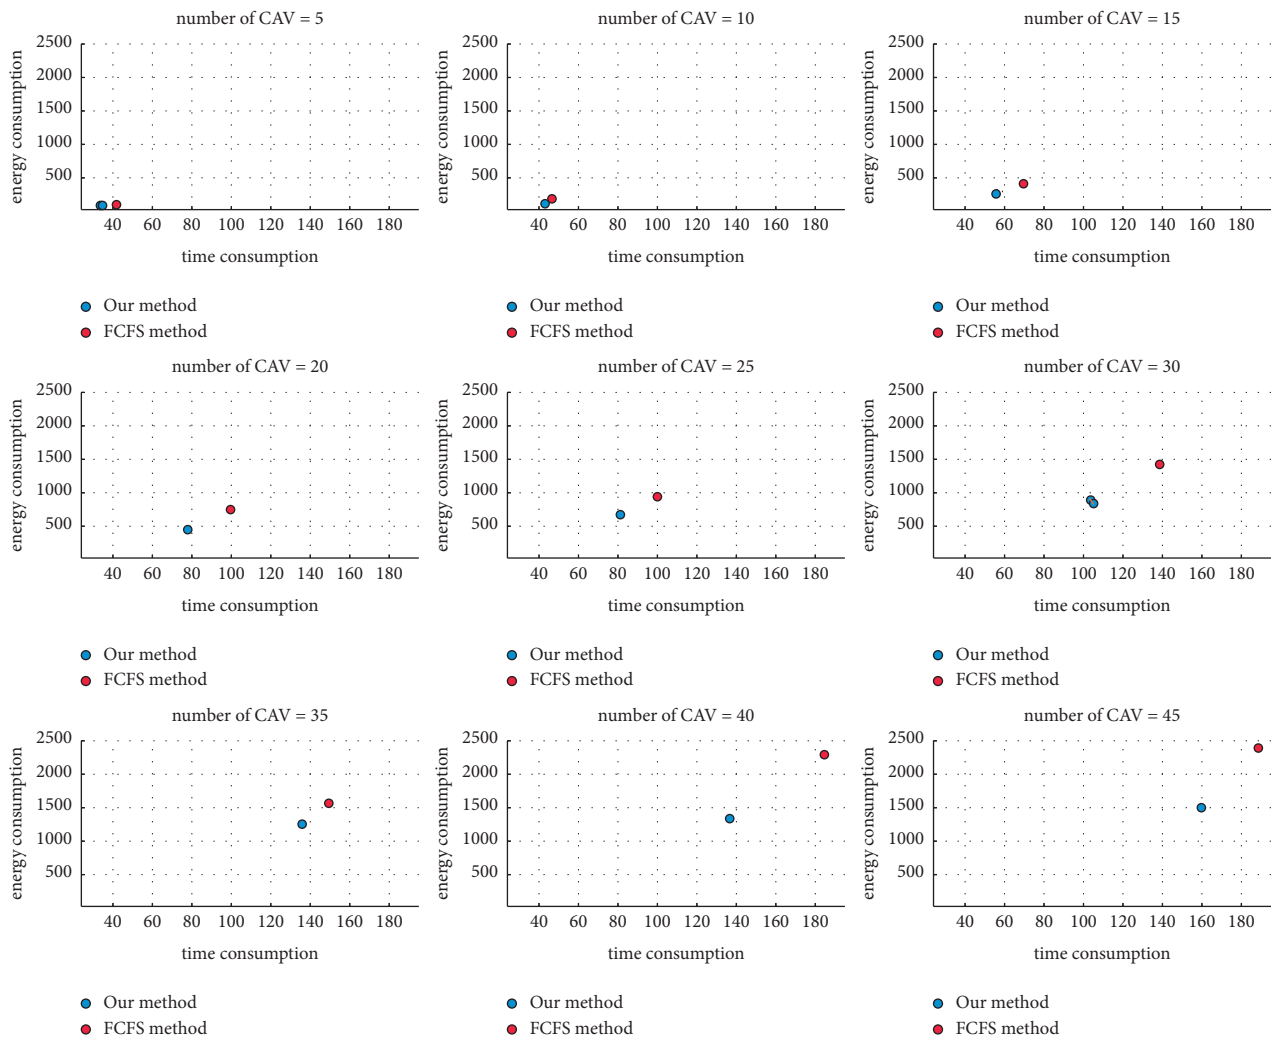 number of CAV = 5
energy consumption
2500
2000
1500
1000
500
40 60 80 100 120 140 160 180
time consumption
Our method
FCFS method
number of CAV = 10
energy consumption
2500
2000
1500
1000
500
40 60 80 100 120 140 160 180
time consumption
Our method
FCFS method
number of CAV = 15
energy consumption
2500
2000
1500
1000
500
40 60 80 100 120 140 160 180
time consumption
Our method
FCFS method
number of CAV = 20
energy consumption
2500
2000
1500
1000
500
40 60 80 100 120 140 160 180
time consumption
Our method
FCFS method
number of CAV = 25
energy consumption
2500
2000
1500
1000
500
40 60 80 100 120 140 160 180
time consumption
Our method
FCFS method
number of CAV = 30
energy consumption
2500
2000
1500
1000
500
40 60 80 100 120 140 160 180
time consumption
Our method
FCFS method
number of CAV = 35
energy consumption
2500
2000
1500
1000
500
40 60 80 100 120 140 160 180
time consumption
Our method
FCFS method
number of CAV = 40
energy consumption
2500
2000
1500
1000
500
40 60 80 100 120 140 160 180
time consumption
Our method
FCFS method
number of CAV = 45
energy consumption
2500
2000
1500
1000
500
40 60 80 100 120 140 160 180
time consumption
Our method
FCFS method